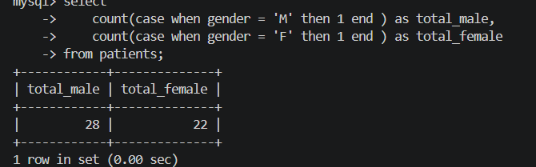 mysql> select
    ->     count(case when gender = 'M' then 1 end ) as total_male,
    ->     count(case when gender = 'F' then 1 end ) as total_female
    -> from patients;
+------------+--------------+
| total_male | total_female |
+------------+--------------+
|         28 |           22 |
+------------+--------------+
1 row in set (0.00 sec)